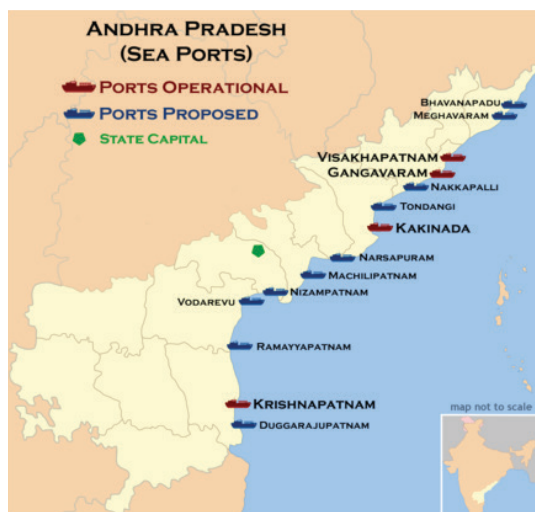 ANDHRA PRADESH
(SEA PORTS)
PORTS OPERATIONAL
PORTS PROPOSED
STATE CAPITAL
BHAVANAPADU
MEGHAVARAM
VISAKHAPATNAM
GANGAVARAM
NAKKAPALLI
TONDANGI
KAKINADA
NARSAPURAM
MACHILIPATNAM
NIZAMPATNAM
VODAREVU
RAMAYYAPATNAM
KRISHNAPATNAM
map not to scale
DUGGARAJUPATNAM